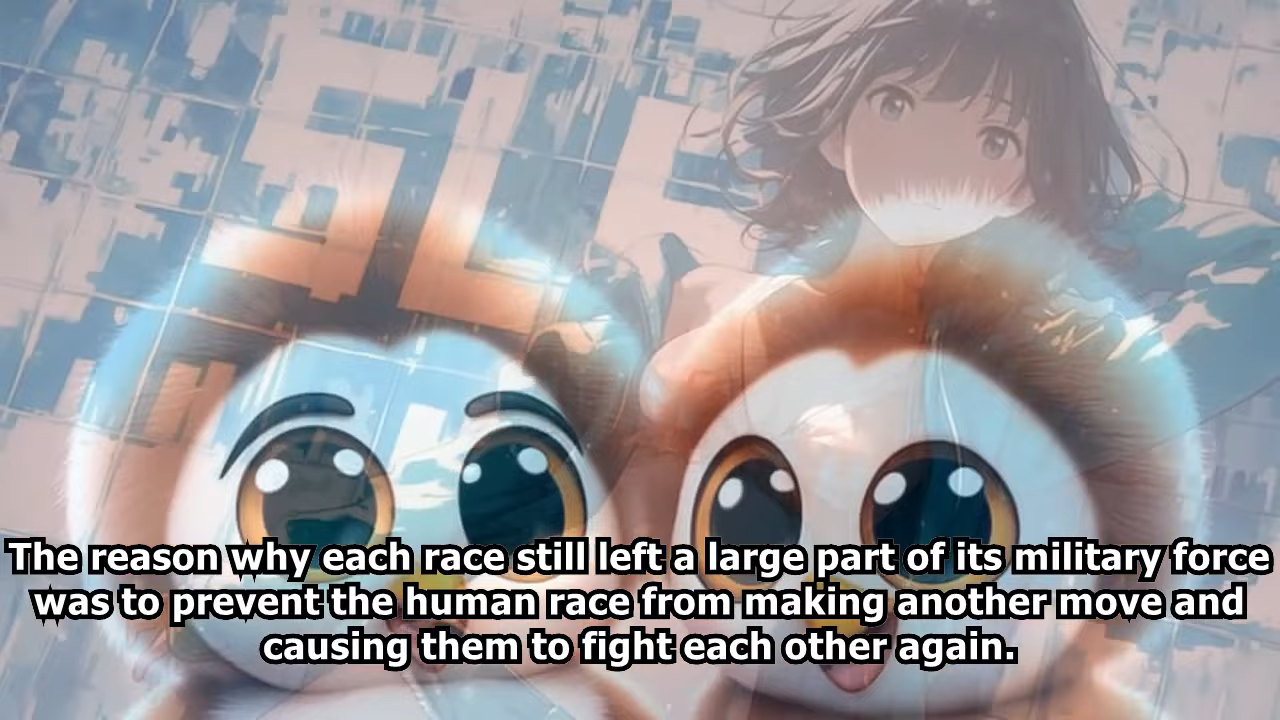 The reason why each race still left a large part of its military force
was to prevent the human race from making another move and
causing them to fight each other again.